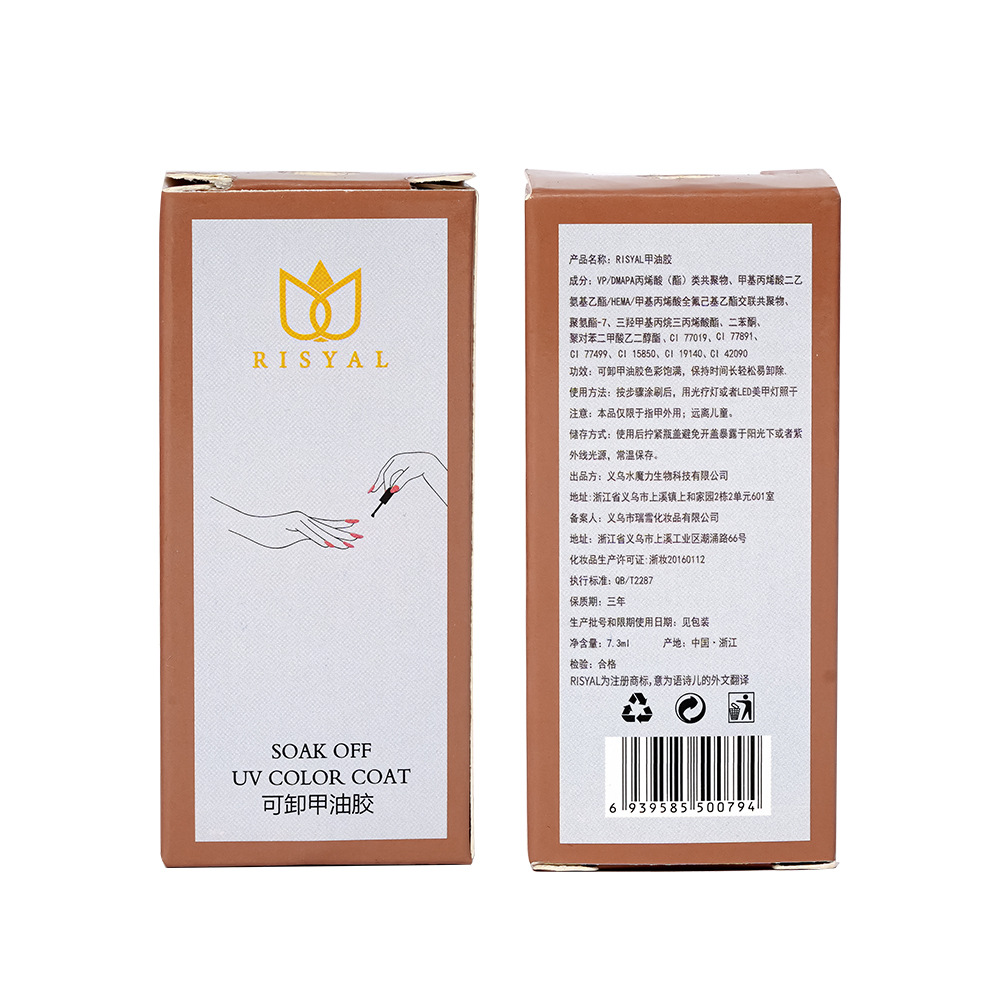 RISYAL
SOAK OFF
UV COLOR COAT
可卸甲油胶
产品名称: RISYAL甲油胶
成分: VP/DMAPA丙烯酸（酯）类共聚物、甲基丙烯酸二乙
氨基乙酯/HEMA/甲基丙烯酸全氟己基乙酯交联共聚物、
聚氨酯-7、三羟甲基丙烷三丙烯酸酯、二苯酮、
聚对苯二甲酸乙二醇酯、CI 77019、CI 77891、
CI 77499、CI 15850、CI 19140、CI 42090
功效: 可卸甲油胶色彩饱满, 保持时间长轻松易卸除.
使用方法: 按步骤涂刷后, 用光疗灯或者LED美甲灯照干
注意: 本品仅限于指甲外用; 远离儿童。
储存方式: 使用后拧紧瓶盖避免开盖暴露于阳光下或者紫
外线光源, 常温保存。
出品方: 义乌水魔力生物科技有限公司
地址:浙江省义乌市上溪镇上和家园2栋2单元601室
备案人: 义乌市瑞雪化妆品有限公司
地址: 浙江省义乌市上溪工业区潮涌路66号
化妆品生产许可证:浙妆20160112
执行标准: QB/T2287
保质期: 三年
生产批号和限期使用日期: 见包装
净含量: 7.3ml 产地: 中国·浙江
检验: 合格
RISYAL为注册商标,意为语诗儿的外文翻译
6 939585 500794